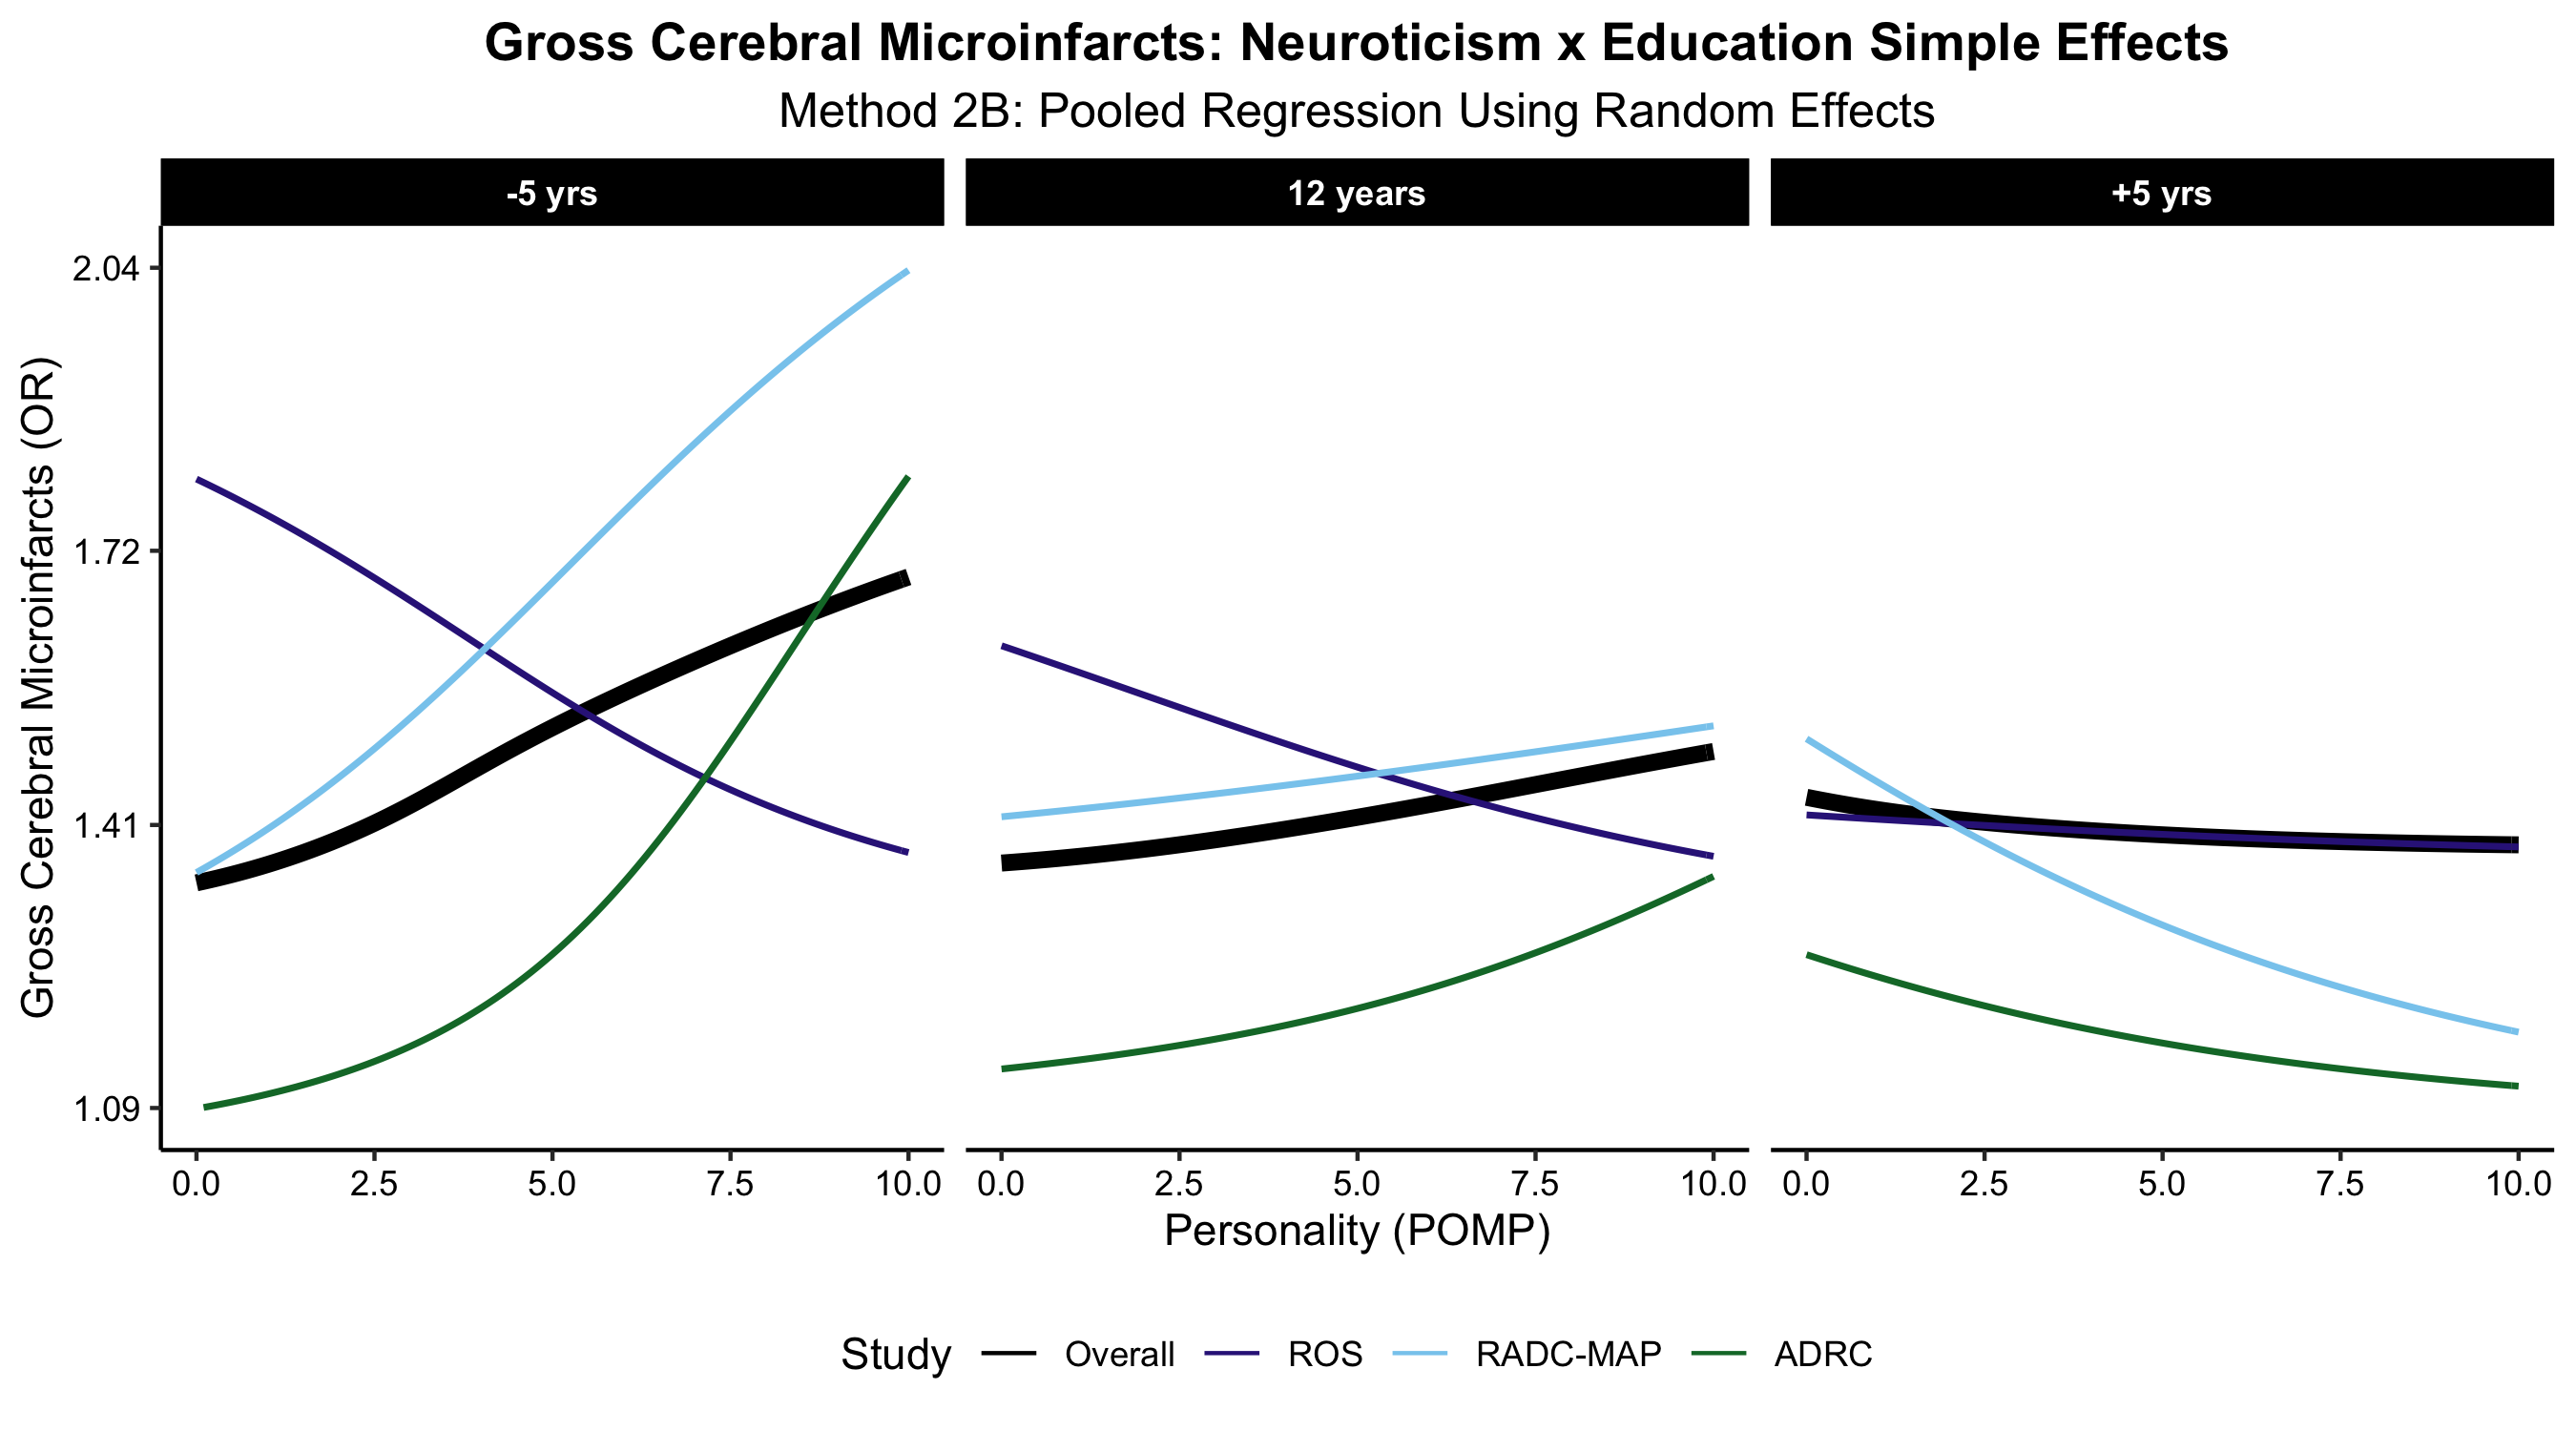 Gross Cerebral Microinfarcts: Neuroticism x Education Simple Effects
Method 2B: Pooled Regression Using Random Effects
-5 yrs 12 years +5 yrs
Gross Cerebral Microinfarcts (OR)
2.04
1.72
1.41
1.09
0.0 2.5 5.0 7.5 10.0 0.0 2.5 5.0 7.5 10.0 0.0 2.5 5.0 7.5 10.0
Personality (POMP)
Study Overall ROS RADC-MAP ADRC